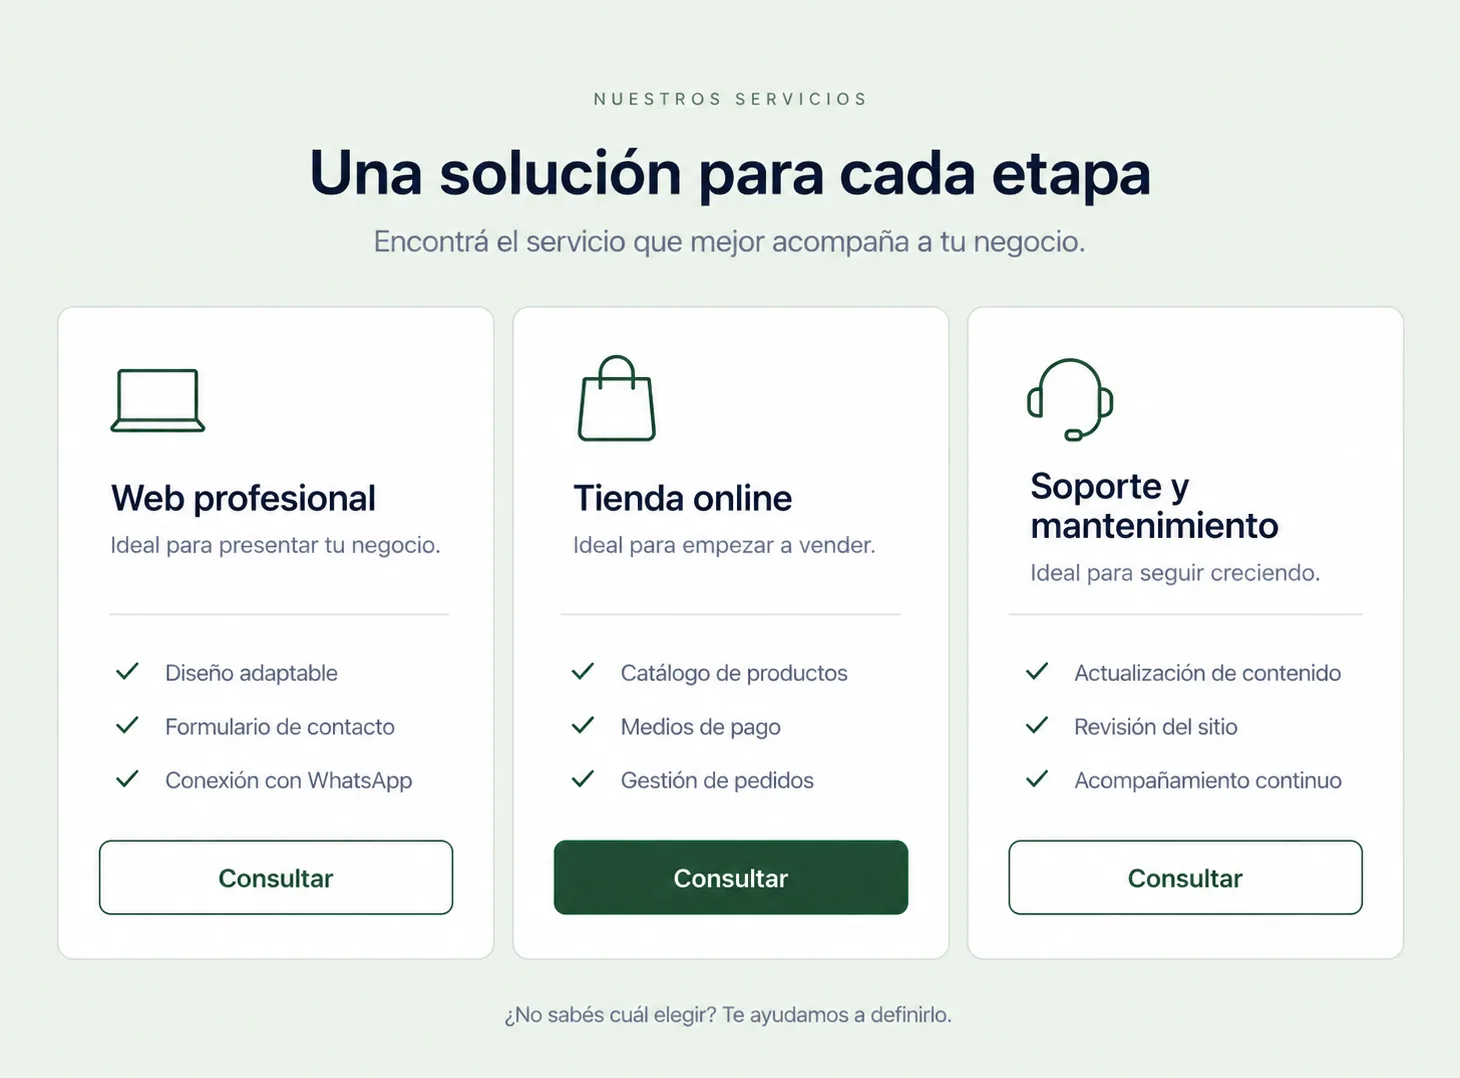 NUESTROS SERVICIOS
Una solución para cada etapa
Encontrá el servicio que mejor acompaña a tu negocio.
Web profesional
Ideal para presentar tu negocio.
Diseño adaptable
Formulario de contacto
Conexión con WhatsApp
Consultar
Tienda online
Ideal para empezar a vender.
Catálogo de productos
Medios de pago
Gestión de pedidos
Consultar
Soporte y
mantenimiento
Ideal para seguir creciendo.
Actualización de contenido
Revisión del sitio
Acompañamiento continuo
Consultar
¿No sabés cuál elegir? Te ayudamos a definirlo.